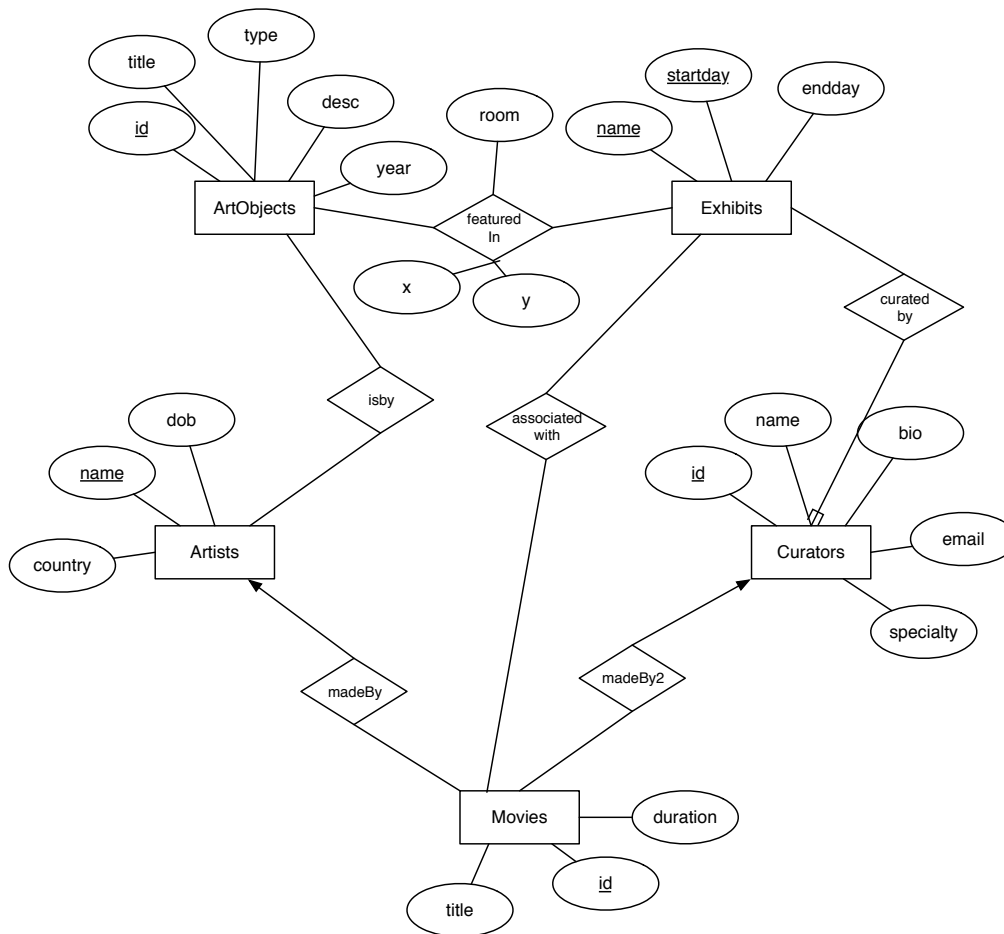 type
title
startday
endday
desc
room
id
name
year
ArtObjects
Exhibits
featured
In
x
y
curated
by
isby
dob
associated
with
name
name
bio
id
country
Artists
Curators
email
specialty
madeBy
madeBy2
Movies
duration
id
title